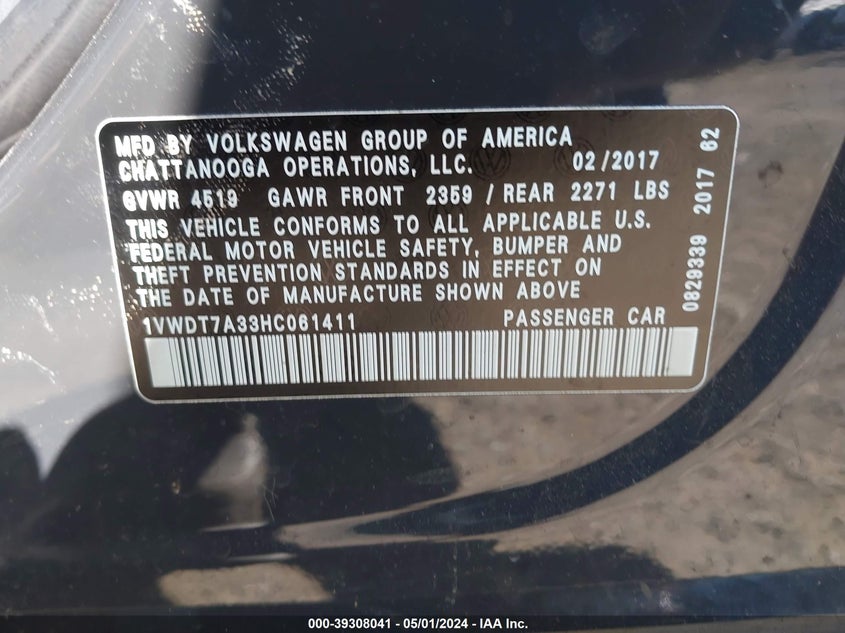 MFD BY VOLKSWAGEN GROUP OF AMERICA
CHATTANOOGA OPERATIONS, LLC. 02/2017
GVWR 4519 GAWR FRONT 2359 / REAR 2271 LBS
THIS VEHICLE CONFORMS TO ALL APPLICABLE U.S.
FEDERAL MOTOR VEHICLE SAFETY, BUMPER AND
THEFT PREVENTION STANDARDS IN EFFECT ON
THE DATE OF MANUFACTURE SHOWN ABOVE
1VWDT7A33HC061411 PASSENGER CAR
0829339 2017 62
000-39308041 - 05/01/2024 - IAA Inc.